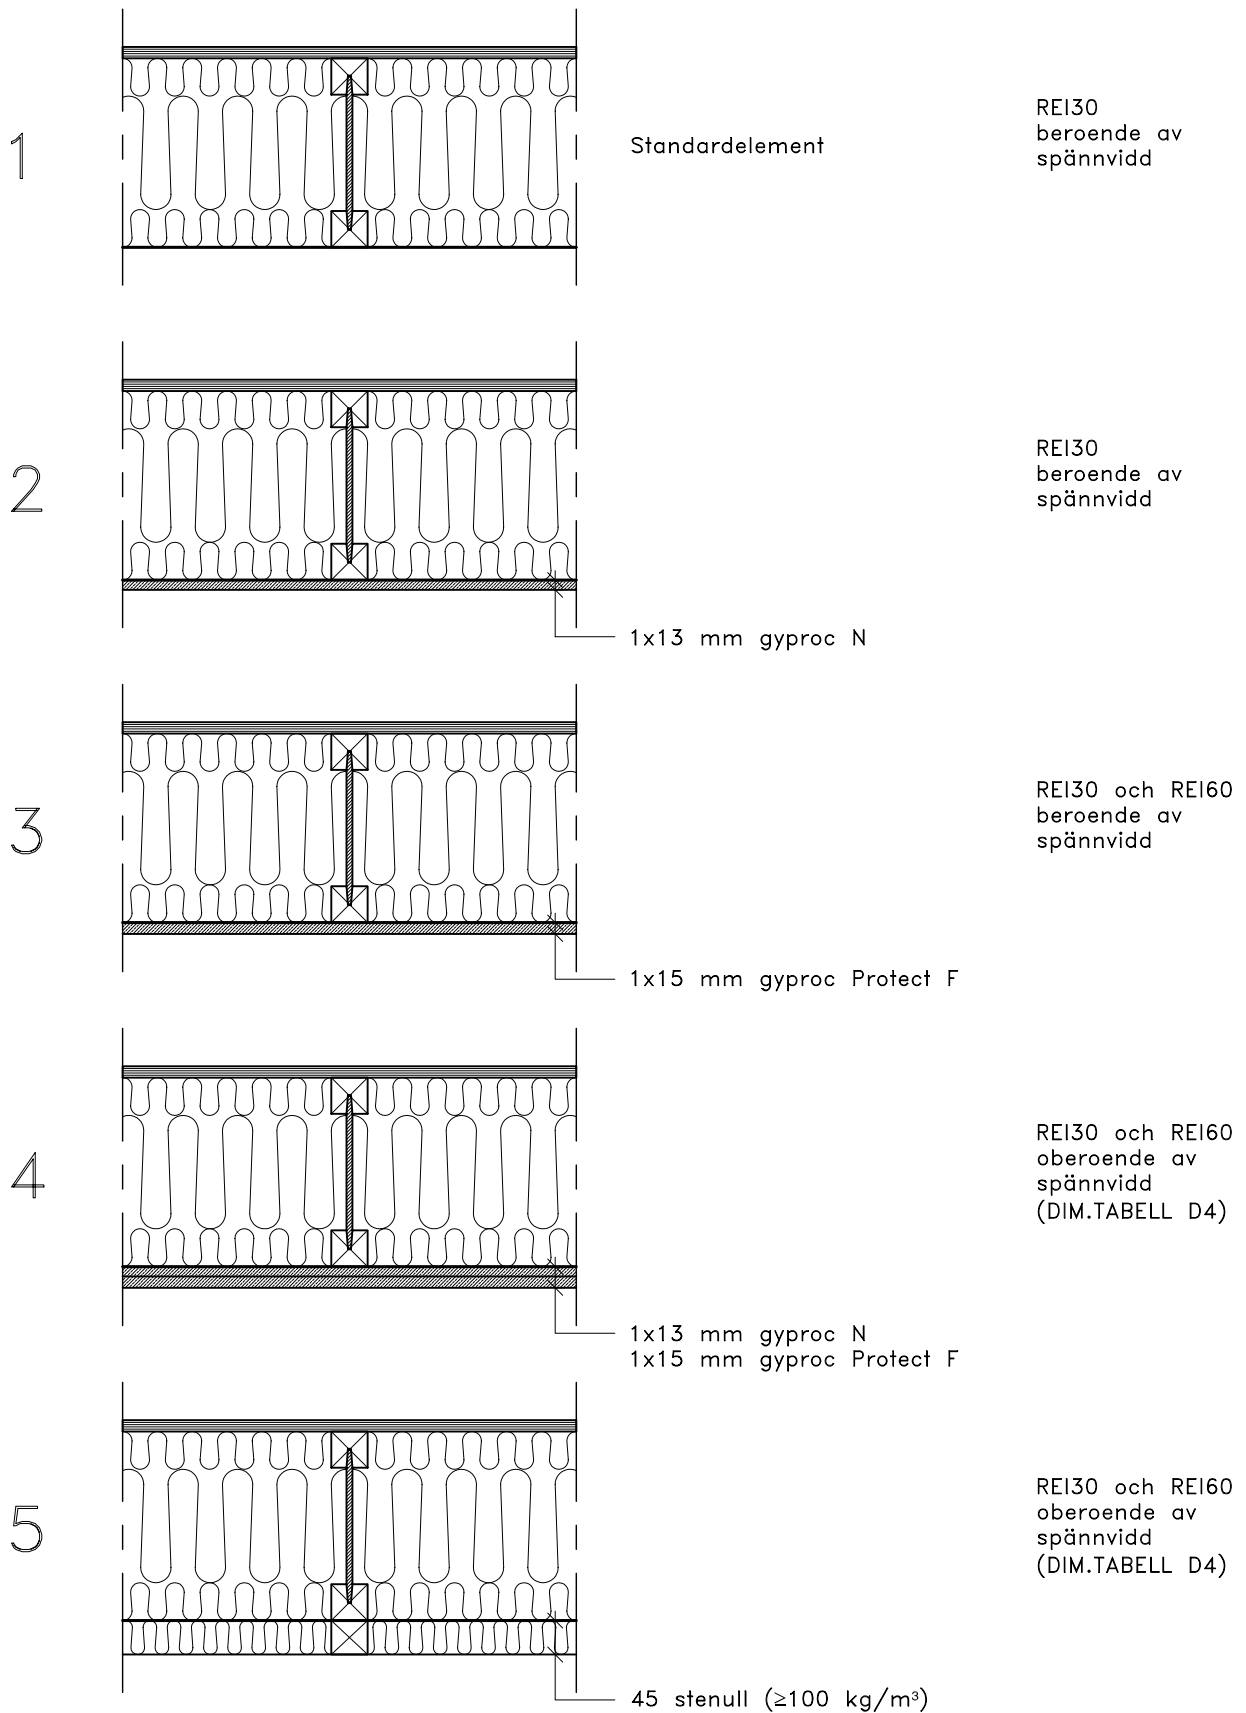 1
Standardelement
REI30
beroende av
spännvidd
2
REI30
beroende av
spännvidd
1x13 mm gyproc N
3
REI30 och REI60
beroende av
spännvidd
1x15 mm gyproc Protect F
4
REI30 och REI60
oberoende av
spännvidd
(DIM.TABELL D4)
1x13 mm gyproc N
1x15 mm gyproc Protect F
5
REI30 och REI60
oberoende av
spännvidd
(DIM.TABELL D4)
45 stenull (≥100 kg/m³)